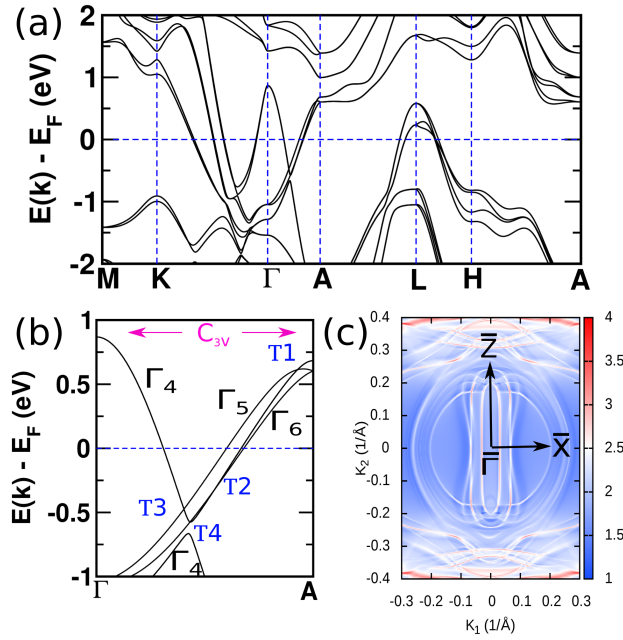 (a)
E(k) - E_F (eV)
2
1
0
-1
-2
M K Γ A L H A
(b)
E(k) - E_F (eV)
1
0.5
0
-0.5
-1
C_3V
T1
Γ_4
Γ_5
Γ_6
T2
T3
T4
Γ_4
Γ A
(c)
K_2 (1/Å)
0.4
0.3
0.2
0.1
0
-0.1
-0.2
-0.3
-0.4
Z̅
X̅
Γ̅
-0.3 -0.2 -0.1 0 0.1 0.2 0.3
K_1 (1/Å)
4
3.5
3
2.5
2
1.5
1